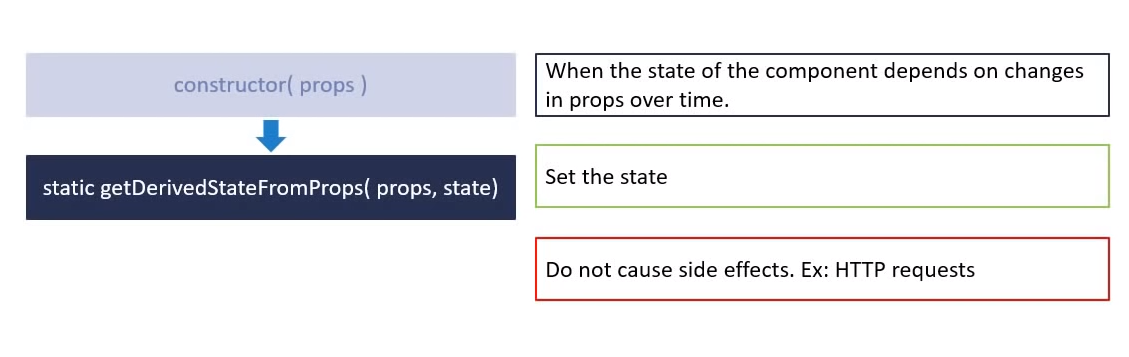 constructor( props )
When the state of the component depends on changes
in props over time.
static getDerivedStateFromProps( props, state)
Set the state
Do not cause side effects. Ex: HTTP requests